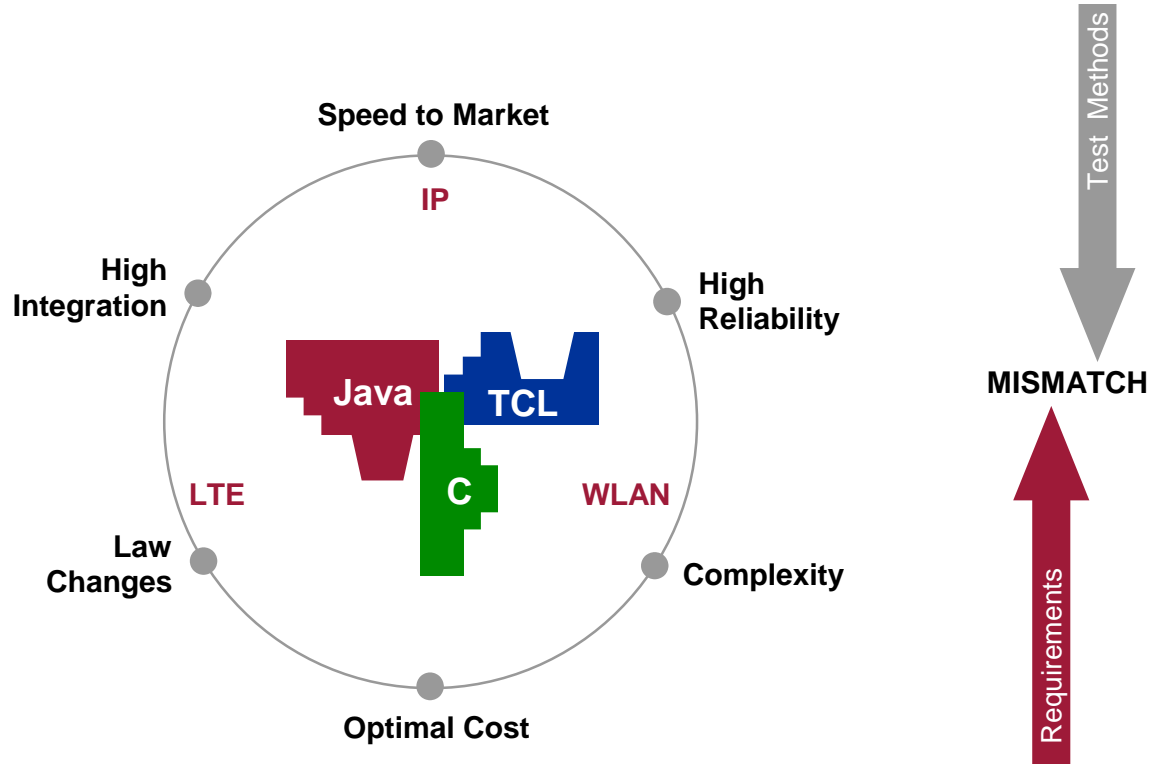 Speed to Market
IP
High
Integration
High
Reliability
Java
TCL
C
LTE
WLAN
Law
Changes
Complexity
Optimal Cost
Test Methods
MISMATCH
Requirements